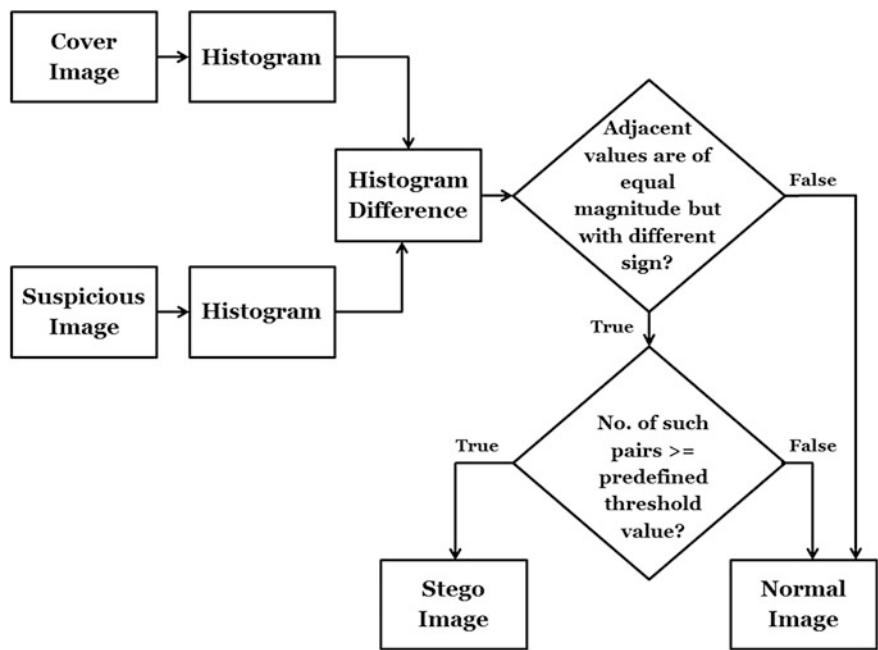 Cover
Image
Histogram
Histogram
Difference
Suspicious
Image
Histogram
Adjacent
values are of
equal
magnitude but
with different
sign?
False
True
No. of such
pairs >=
predefined
threshold
value?
True
False
Stego
Image
Normal
Image